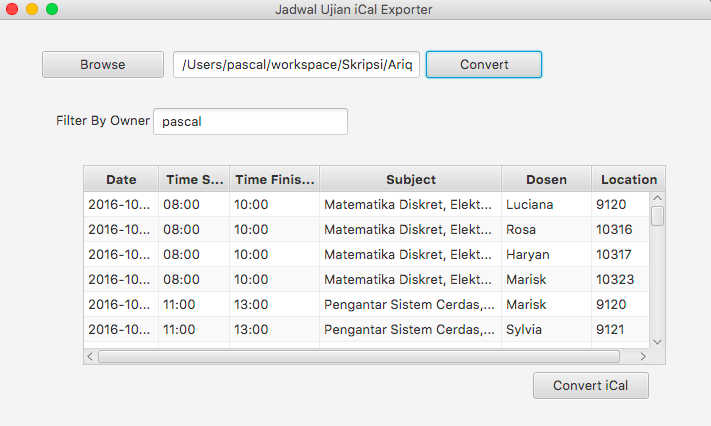 Jadwal Ujian iCal Exporter
Browse /Users/pascal/workspace/Skripsi/Ariq Convert
Filter By Owner pascal
Date Time S... Time Finis... Subject Dosen Location
2016-10... 08:00 10:00 Matematika Diskret, Elekt... Luciana 9120
2016-10... 08:00 10:00 Matematika Diskret, Elekt... Rosa 10316
2016-10... 08:00 10:00 Matematika Diskret, Elekt... Haryan 10317
2016-10... 08:00 10:00 Matematika Diskret, Elekt... Marisk 10323
2016-10... 11:00 13:00 Pengantar Sistem Cerdas,... Marisk 9120
2016-10... 11:00 13:00 Pengantar Sistem Cerdas,... Sylvia 9121
Convert iCal